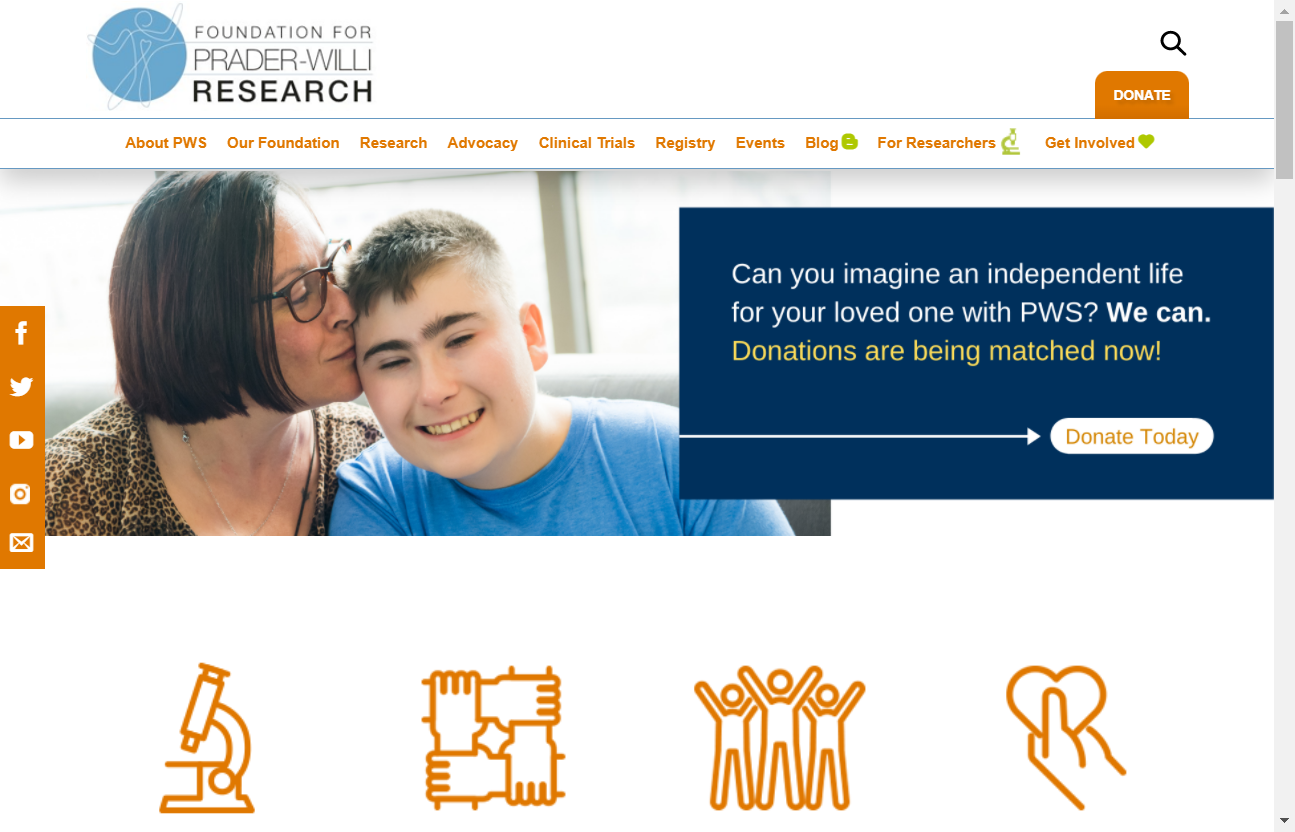 FOUNDATION FOR
PRADER-WILLI
RESEARCH
DONATE
About PWS Our Foundation Research Advocacy Clinical Trials Registry Events Blog For Researchers Get Involved
Can you imagine an independent life
for your loved one with PWS? We can.
Donations are being matched now!
Donate Today